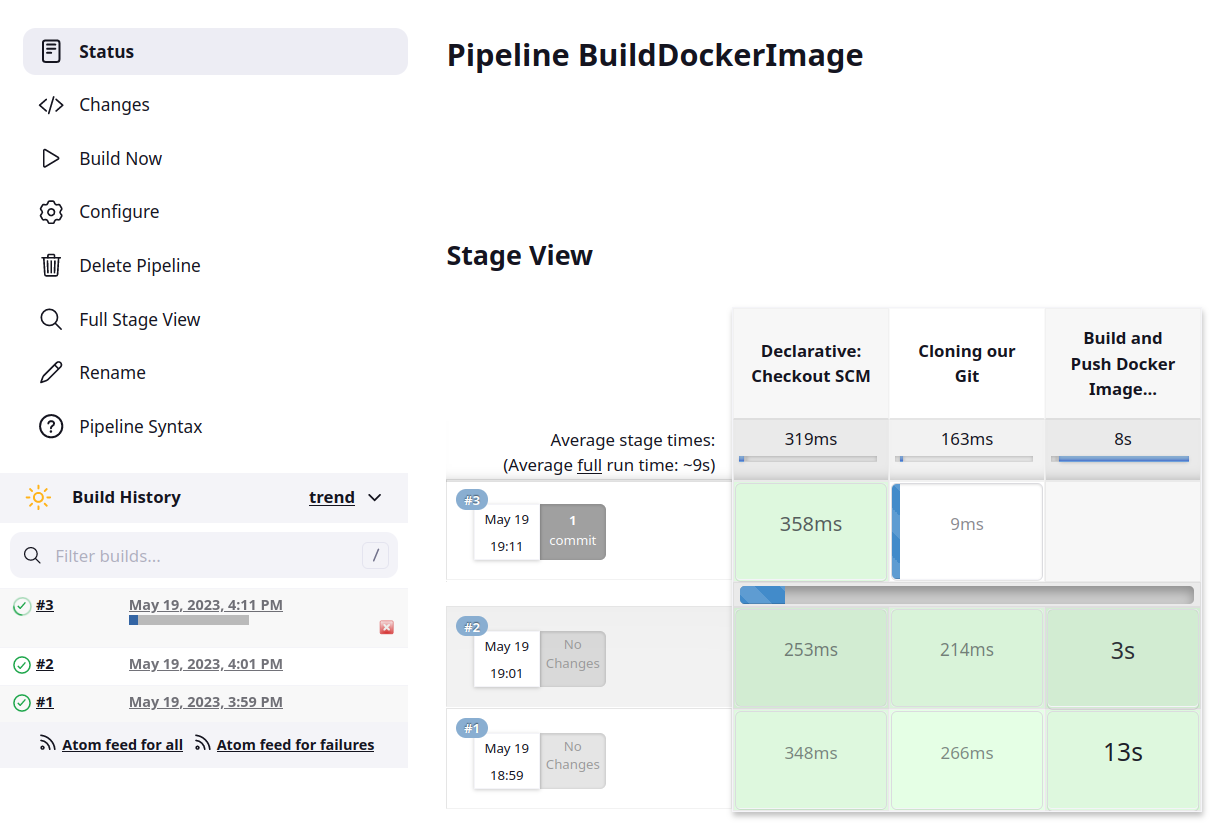 Status
Changes
Build Now
Configure
Delete Pipeline
Full Stage View
Rename
Pipeline Syntax
Build History
trend
Filter builds...
/
#3
May 19, 2023, 4:11 PM
#2
May 19, 2023, 4:01 PM
#1
May 19, 2023, 3:59 PM
Atom feed for all
Atom feed for failures
Pipeline BuildDockerImage
Stage View
Declarative:
Checkout SCM
Cloning our
Git
Build and
Push Docker
Image...
Average stage times:
(Average full run time: ~9s)
319ms
163ms
8s
#3
May 19
19:11
1
commit
358ms
9ms
#2
May 19
19:01
No
Changes
253ms
214ms
3s
#1
May 19
18:59
No
Changes
348ms
266ms
13s